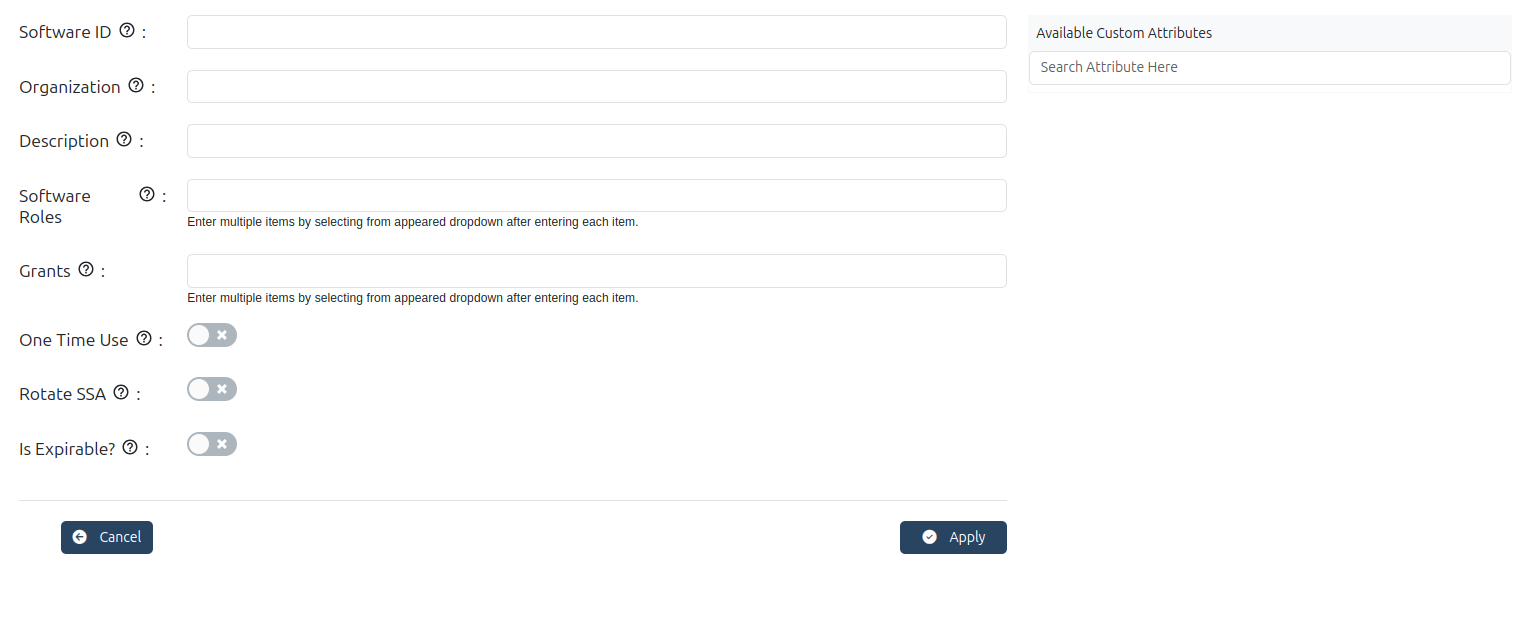 Software ID :
Available Custom Attributes
Search Attribute Here
Organization :
Description :
Software
Roles :
Enter multiple items by selecting from appeared dropdown after entering each item.
Grants :
Enter multiple items by selecting from appeared dropdown after entering each item.
One Time Use :
Rotate SSA :
Is Expirable? :
Cancel
Apply